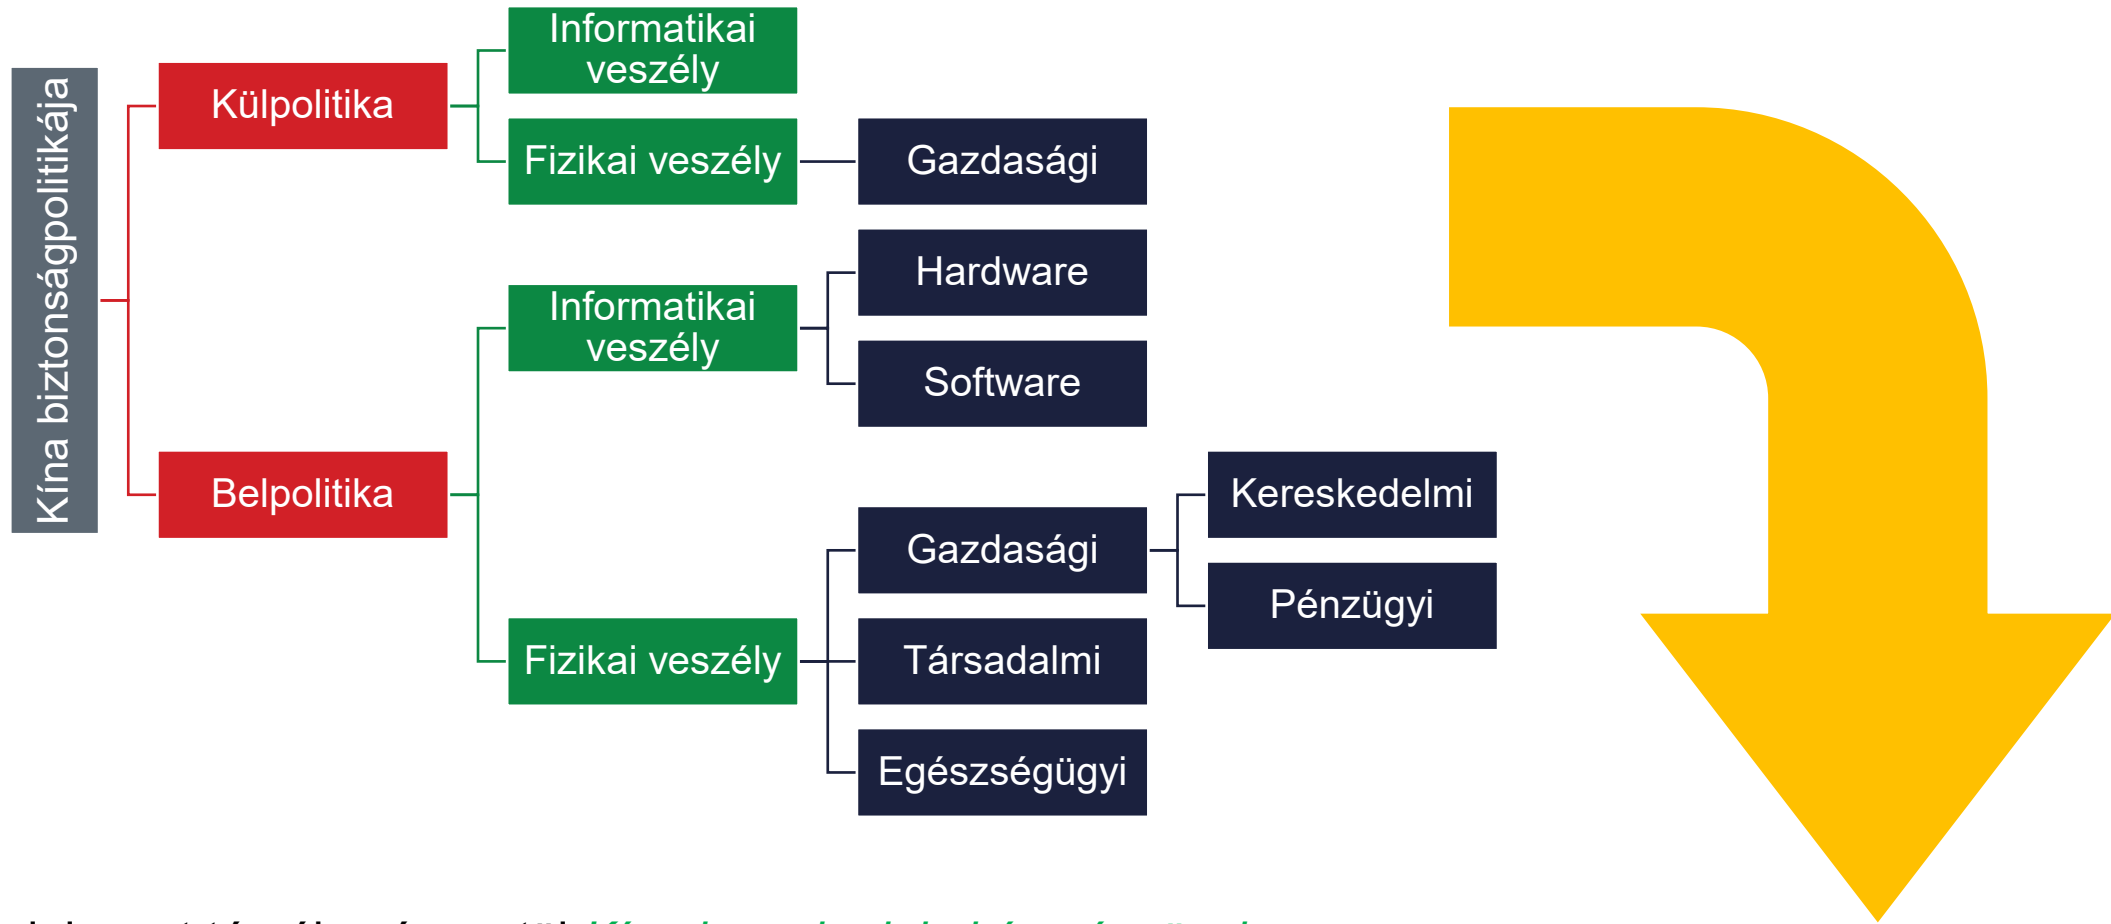 Kína biztonságpolitikája
Külpolitika
Informatikai
veszély
Fizikai veszély
Gazdasági
Belpolitika
Informatikai
veszély
Hardware
Software
Fizikai veszély
Gazdasági
Kereskedelmi
Pénzügyi
Társadalmi
Egészségügyi